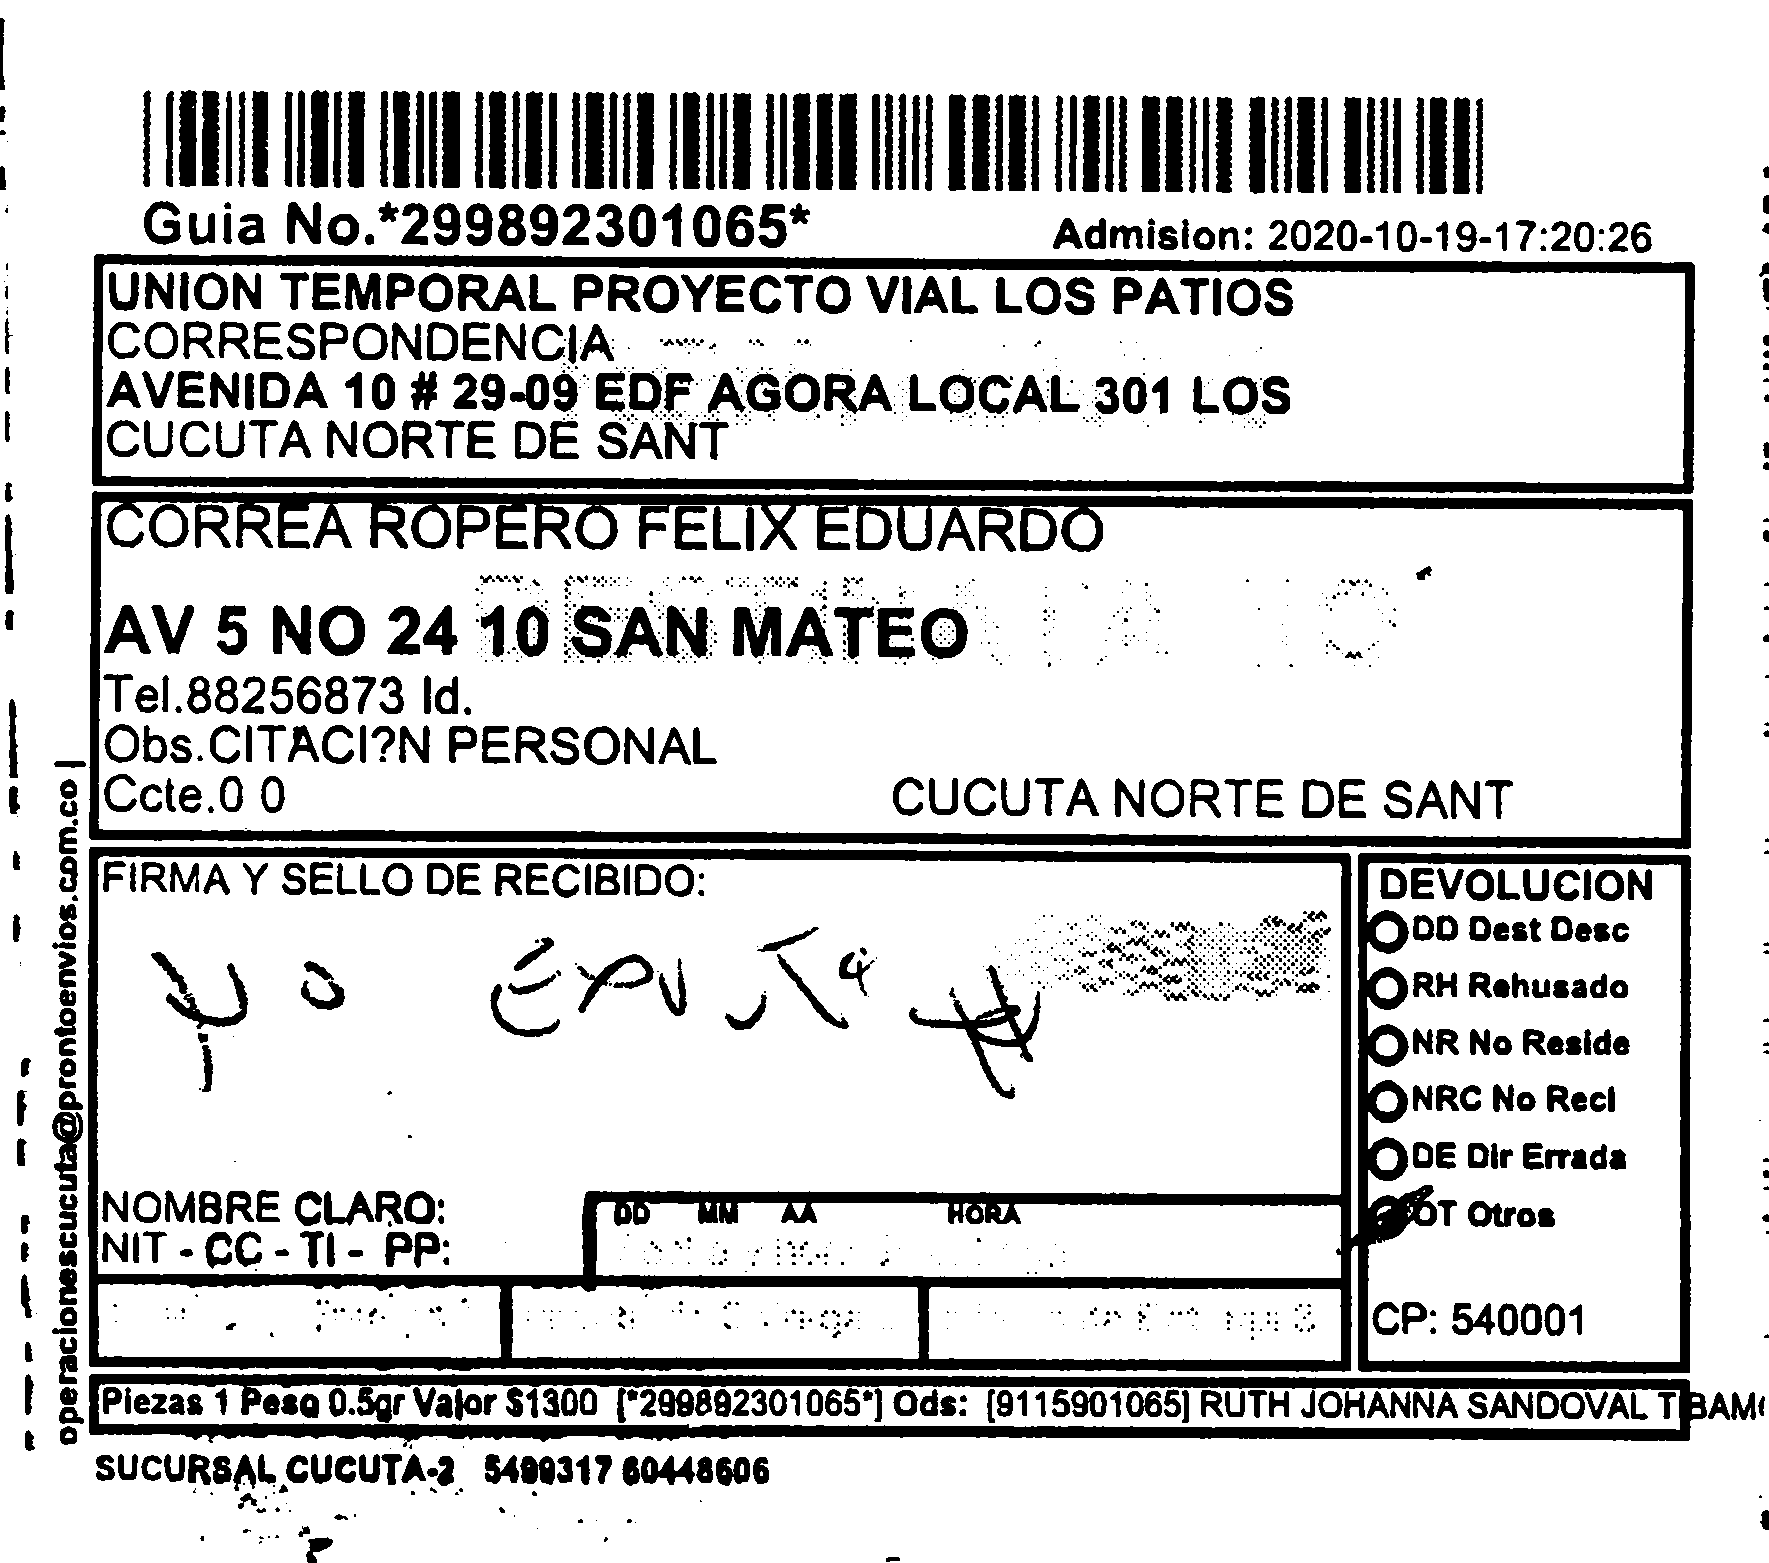 Guia No.*299892301065*
Admision: 2020-10-19-17:20:26
UNION TEMPORAL PROYECTO VIAL LOS PATIOS
CORRESPONDENCIA
AVENIDA 10 # 29-09 EDF AGORA LOCAL 301 LOS
CUCUTA NORTE DE SANT
CORREA ROPERO FELIX EDUARDO
DESTINATARIO
AV 5 NO 24 10 SAN MATEO
Tel.88256873 Id.
Obs.CITACI?N PERSONAL
Ccte.0 0
CUCUTA NORTE DE SANT
operacionescucuta@prontoenvios.com.co |
FIRMA Y SELLO DE RECIBIDO:
NOMBRE CLARO:
NIT - CC - TI - PP:
DD MM AA HORA
DEVOLUCION
DD Dest Desc
RH Rehusado
NR No Reside
NRC No Recl
DE Dir Errada
OT Otros
CP: 540001
Piezas 1 Peso 0.5gr Valor $1300 [*299892301065*] Ods: [9115901065] RUTH JOHANNA SANDOVAL TIBAM
SUCURSAL CUCUTA-2 5499317 60448606